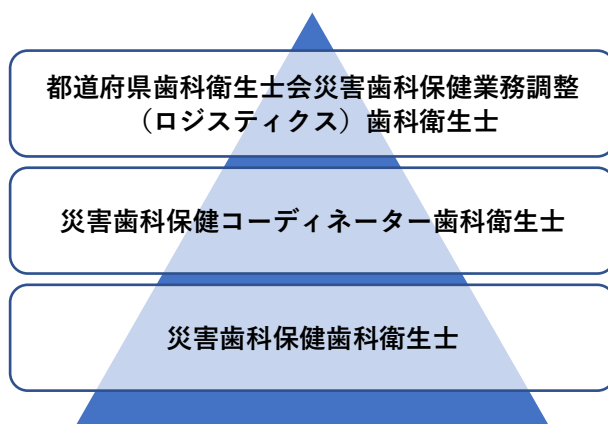 都道府県歯科衛生士会災害歯科保健業務調整
（ロジスティクス）歯科衛生士
災害歯科保健コーディネーター歯科衛生士
災害歯科保健歯科衛生士